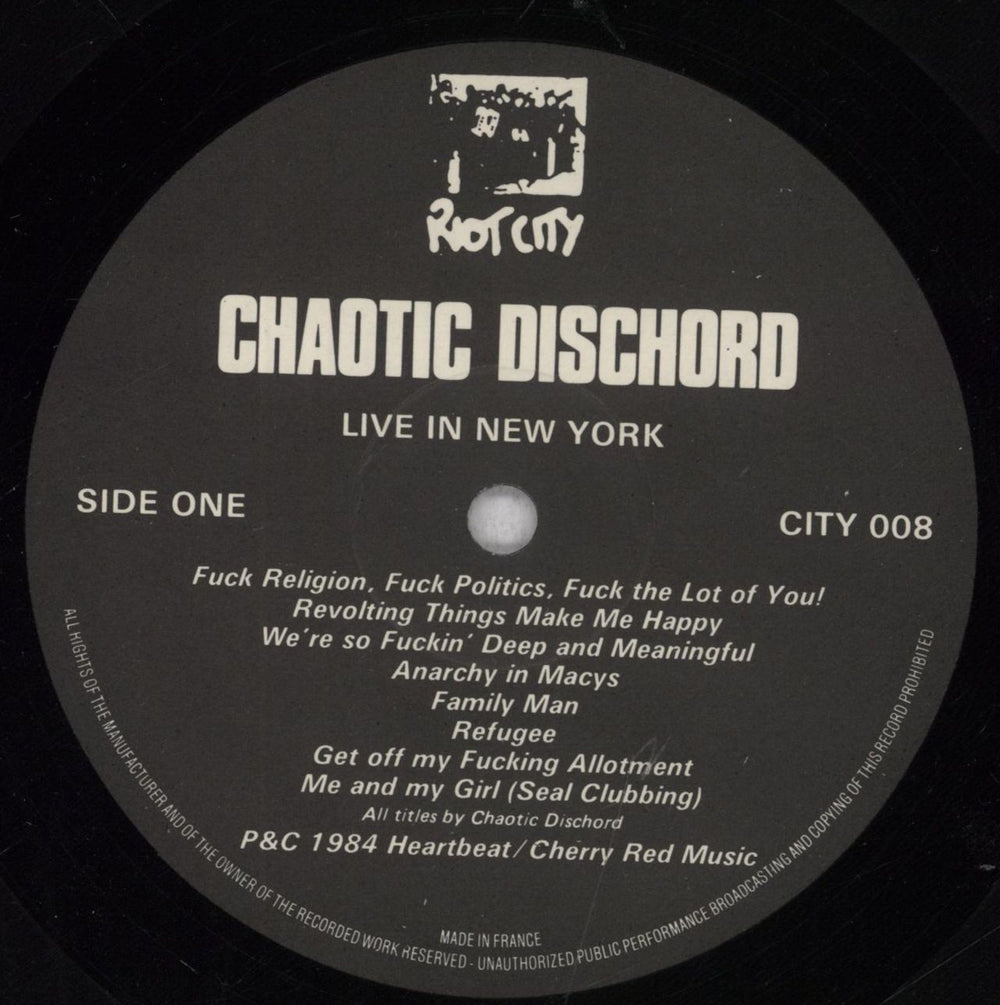 RIOT CITY
CHAOTIC DISCHORD
LIVE IN NEW YORK
SIDE ONE
CITY 008
Fuck Religion, Fuck Politics, Fuck the Lot of You!
Revolting Things Make Me Happy
We're so Fuckin' Deep and Meaningful
Anarchy in Macys
Family Man
Refugee
Get off my Fucking Allotment
Me and my Girl (Seal Clubbing)
All titles by Chaotic Dischord
P&C 1984 Heartbeat/Cherry Red Music
MADE IN FRANCE
ALL RIGHTS OF THE MANUFACTURER AND OF THE OWNER OF THE RECORDED WORK RESERVED - UNAUTHORIZED PUBLIC PERFORMANCE BROADCASTING AND COPYING OF THIS RECORD PROHIBITED